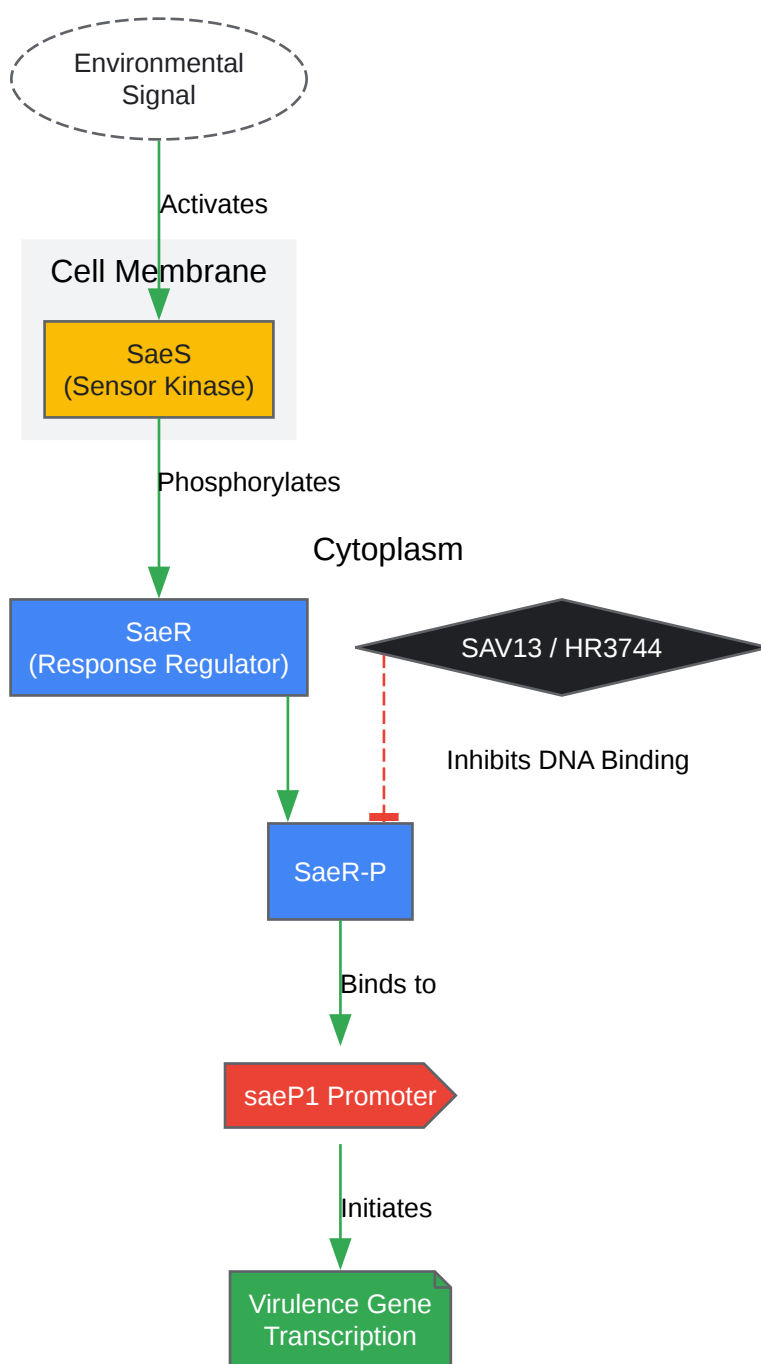 Environmental
Signal
Activates
Cell Membrane
SaeS
(Sensor Kinase)
Phosphorylates
Cytoplasm
SaeR
(Response Regulator)
SAV13 / HR3744
Inhibits DNA Binding
SaeR-P
Binds to
saeP1 Promoter
Initiates
Virulence Gene
Transcription